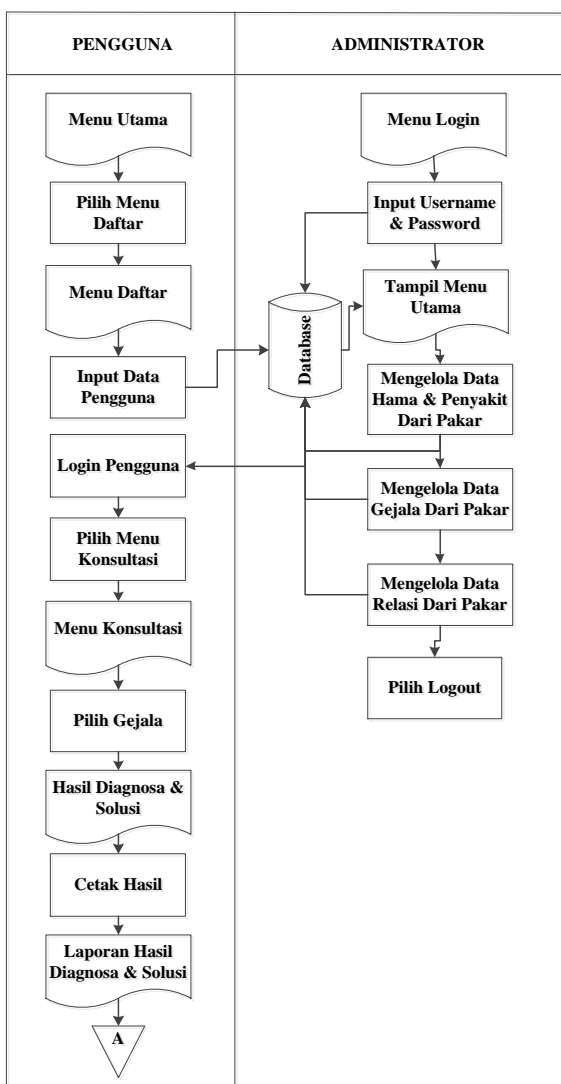 PENGGUNA
ADMINISTRATOR
Menu Utama
Pilih Menu
Daftar
Menu Daftar
Input Data
Pengguna
Login Pengguna
Pilih Menu
Konsultasi
Menu Konsultasi
Pilih Gejala
Hasil Diagnosa &
Solusi
Cetak Hasil
Laporan Hasil
Diagnosa & Solusi
A
Database
Menu Login
Input Username
& Password
Tampil Menu
Utama
Mengelola Data
Hama & Penyakit
Dari Pakar
Mengelola Data
Gejala Dari Pakar
Mengelola Data
Relasi Dari Pakar
Pilih Logout